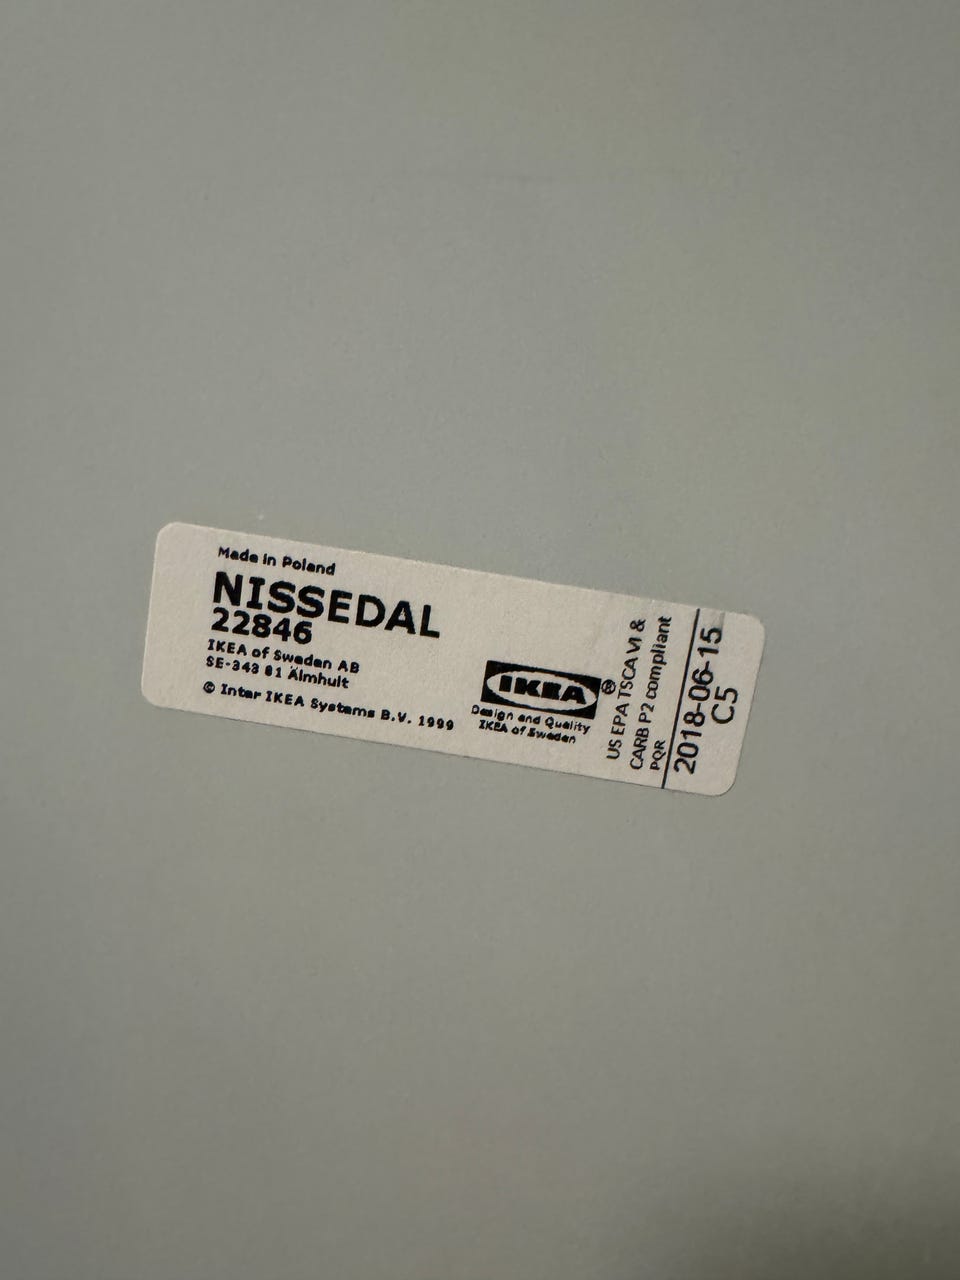 Made in Poland
NISSEDAL
22846
IKEA of Sweden AB
SE-343 81 Älmhult
© Inter IKEA Systems B.V. 1999
IKEA®
Design and Quality
IKEA of Sweden
US EPA TSCA VI &
CARB P2 compliant
PQR
2018-06-15
C5